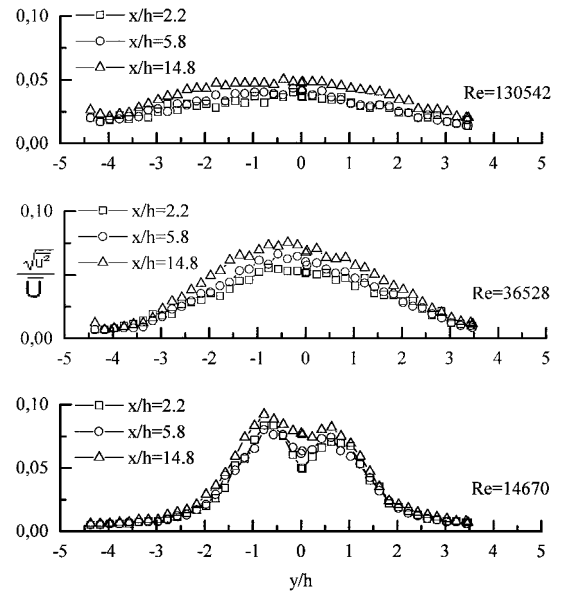 0,10
x/h=2.2
x/h=5.8
0,05
x/h=14.8
Re=130542
0,00
-5 -4 -3 -2 -1 0 1 2 3 4 5
0,10
x/h=2.2
x/h=5.8
x/h=14.8
√u²
U
Re=36528
0,00
-5 -4 -3 -2 -1 0 1 2 3 4 5
0,10
x/h=2.2
x/h=5.8
x/h=14.8
0,05
Re=14670
0,00
-5 -4 -3 -2 -1 0 1 2 3 4 5
y/h